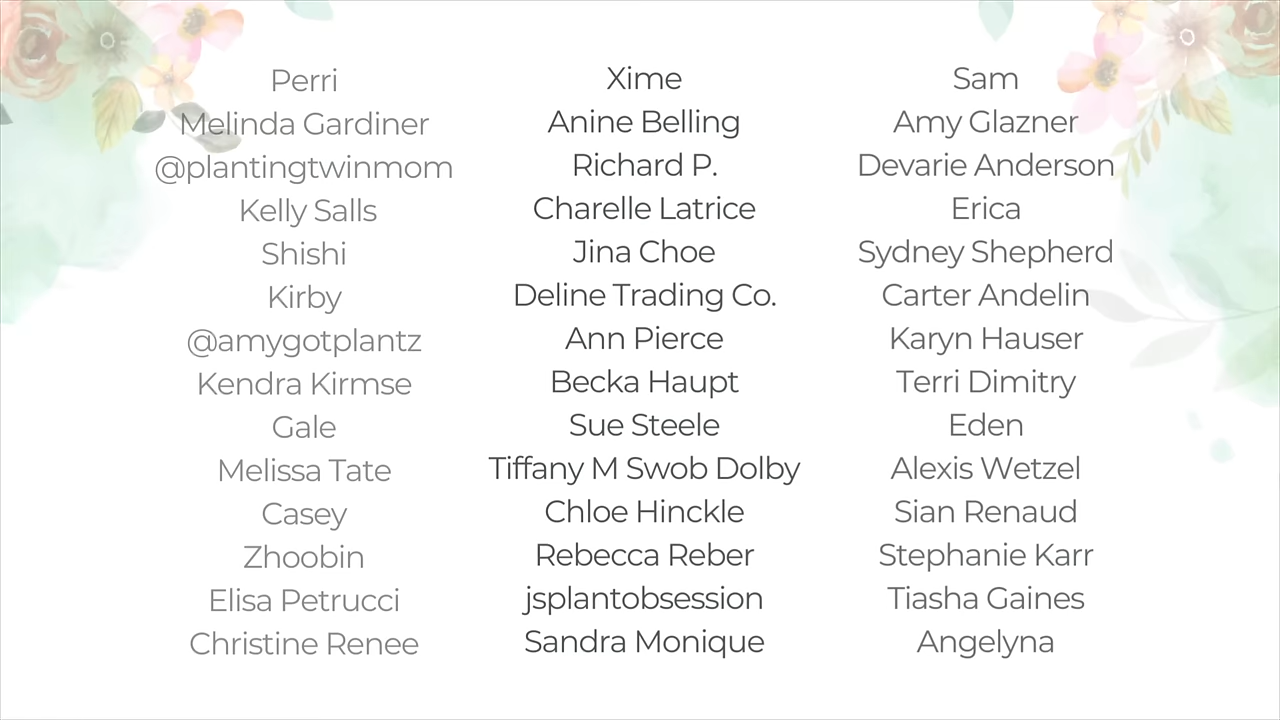 Perri
Melinda Gardiner
@plantingtwinmom
Kelly Salls
Shishi
Kirby
@amygotplantz
Kendra Kirmse
Gale
Melissa Tate
Casey
Zhoobin
Elisa Petrucci
Christine Renee
Xime
Anine Belling
Richard P.
Charelle Latrice
Jina Choe
Deline Trading Co.
Ann Pierce
Becka Haupt
Sue Steele
Tiffany M Swob Dolby
Chloe Hinckle
Rebecca Reber
jsplantobsession
Sandra Monique
Sam
Amy Glazner
Devarie Anderson
Erica
Sydney Shepherd
Carter Andelin
Karyn Hauser
Terri Dimitry
Eden
Alexis Wetzel
Sian Renaud
Stephanie Karr
Tiasha Gaines
Angelyna